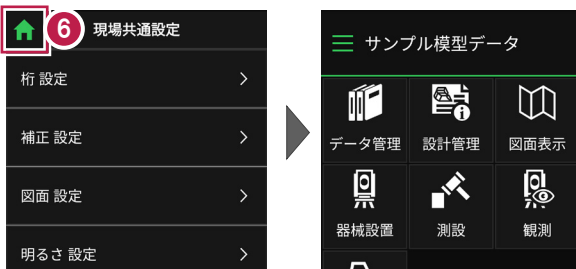 6 現場共通設定
桁 設定
補正 設定
図面 設定
明るさ 設定
サンプル模型データ
データ管理 設計管理 図面表示
器械設置 測設 観測